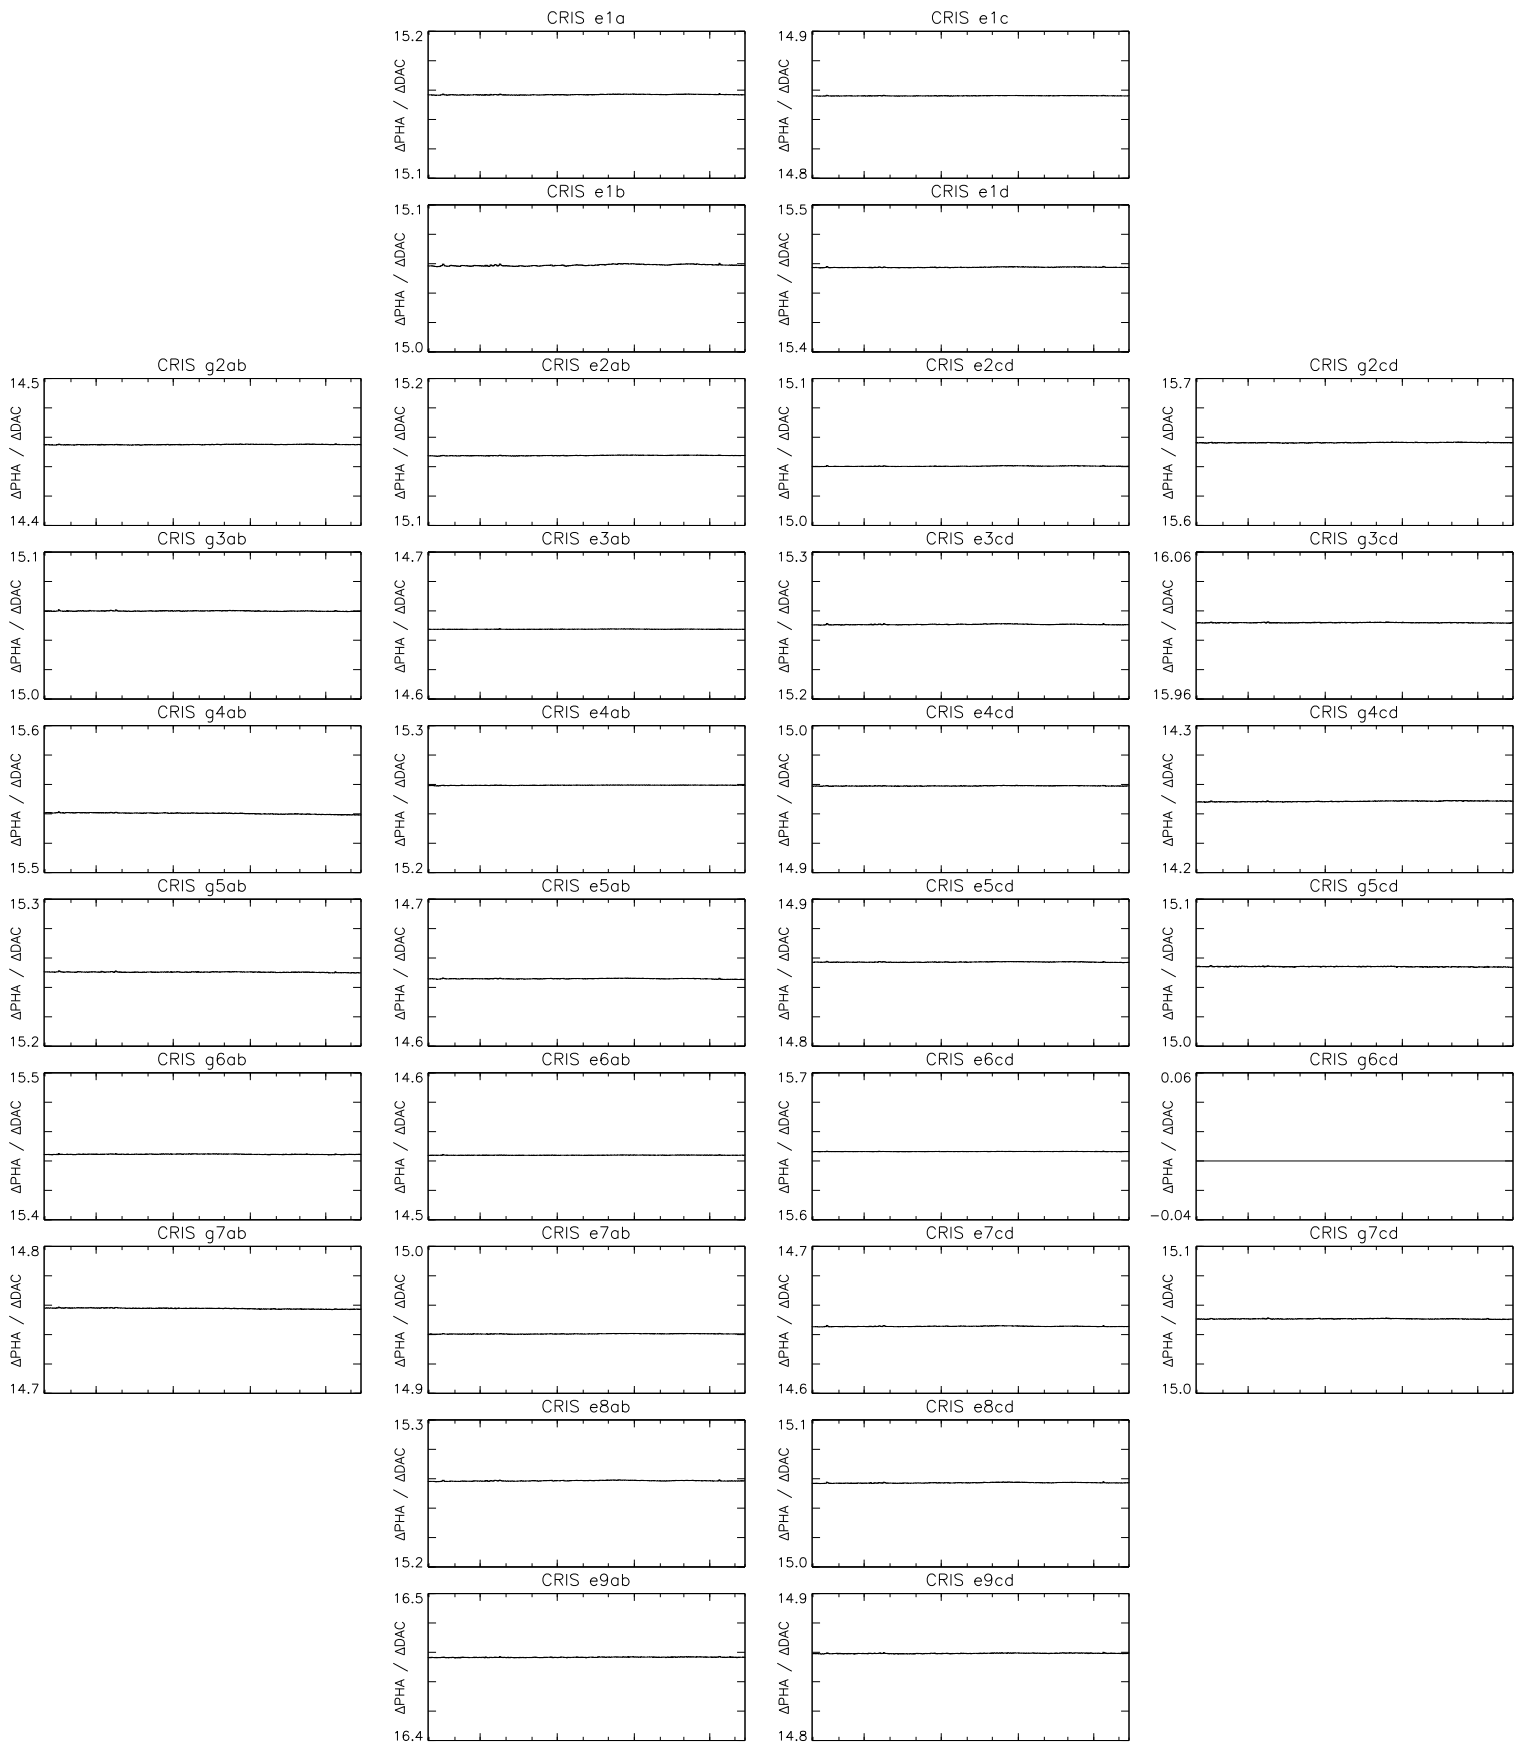 CRIS e1a
15.2
ΔPHA / ΔDAC
15.1
CRIS e1c
14.9
ΔPHA / ΔDAC
14.8
CRIS e1b
15.1
ΔPHA / ΔDAC
15.0
CRIS e1d
15.5
ΔPHA / ΔDAC
15.4
CRIS g2ab
14.5
ΔPHA / ΔDAC
14.4
CRIS e2ab
15.2
ΔPHA / ΔDAC
15.1
CRIS e2cd
15.1
ΔPHA / ΔDAC
15.0
CRIS g2cd
15.7
ΔPHA / ΔDAC
15.6
CRIS g3ab
15.1
ΔPHA / ΔDAC
15.0
CRIS e3ab
14.7
ΔPHA / ΔDAC
14.6
CRIS e3cd
15.3
ΔPHA / ΔDAC
15.2
CRIS g3cd
16.06
ΔPHA / ΔDAC
15.96
CRIS g4ab
15.6
ΔPHA / ΔDAC
15.5
CRIS e4ab
15.3
ΔPHA / ΔDAC
15.2
CRIS e4cd
15.0
ΔPHA / ΔDAC
14.9
CRIS g4cd
14.3
ΔPHA / ΔDAC
14.2
CRIS g5ab
15.3
ΔPHA / ΔDAC
15.2
CRIS e5ab
14.7
ΔPHA / ΔDAC
14.6
CRIS e5cd
14.9
ΔPHA / ΔDAC
14.8
CRIS g5cd
15.1
ΔPHA / ΔDAC
15.0
CRIS g6ab
15.5
ΔPHA / ΔDAC
15.4
CRIS e6ab
14.6
ΔPHA / ΔDAC
14.5
CRIS e6cd
15.7
ΔPHA / ΔDAC
15.6
CRIS g6cd
0.06
ΔPHA / ΔDAC
−0.04
CRIS g7ab
14.8
ΔPHA / ΔDAC
14.7
CRIS e7ab
15.0
ΔPHA / ΔDAC
14.9
CRIS e7cd
14.7
ΔPHA / ΔDAC
14.6
CRIS g7cd
15.1
ΔPHA / ΔDAC
15.0
CRIS e8ab
15.3
ΔPHA / ΔDAC
15.2
CRIS e8cd
15.1
ΔPHA / ΔDAC
15.0
CRIS e9ab
16.5
ΔPHA / ΔDAC
16.4
CRIS e9cd
14.9
ΔPHA / ΔDAC
14.8